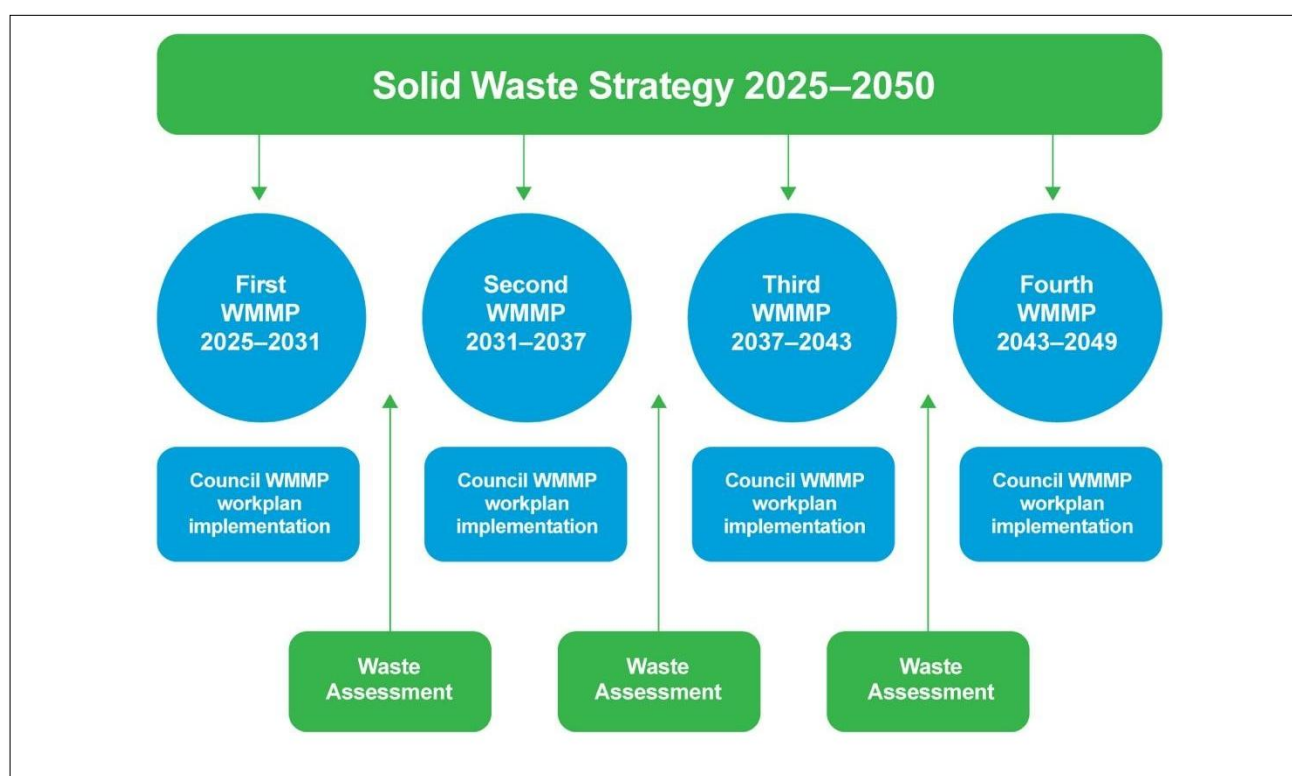 Solid Waste Strategy 2025–2050
First
WMMP
2025–2031
Second
WMMP
2031–2037
Third
WMMP
2037–2043
Fourth
WMMP
2043–2049
Council WMMP
workplan
implementation
Council WMMP
workplan
implementation
Council WMMP
workplan
implementation
Council WMMP
workplan
implementation
Waste
Assessment
Waste
Assessment
Waste
Assessment